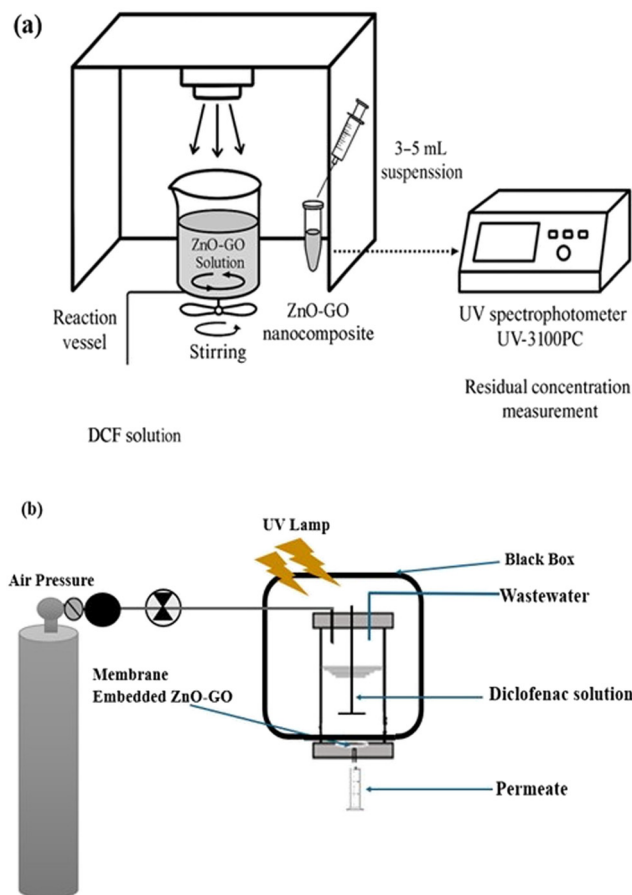 (a)
3–5 mL
suspenssion
ZnO-GO
Solution
Reaction
vessel
Stirring
ZnO-GO
nanocomposite
UV spectrophotometer
UV-3100PC
Residual concentration
measurement
DCF solution
(b)
UV Lamp
Air Pressure
Black Box
Wastewater
Membrane
Embedded ZnO-GO
Diclofenac solution
Permeate